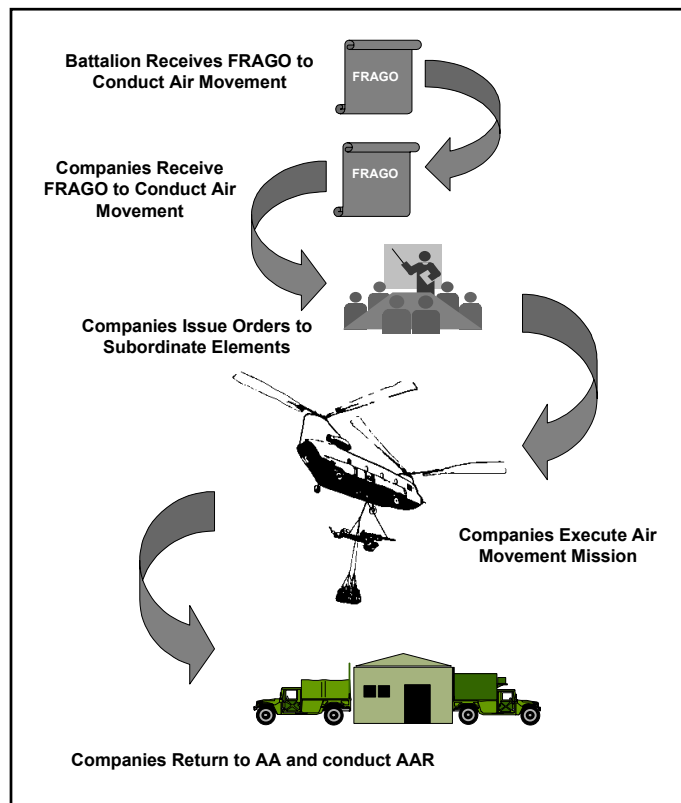 Battalion Receives FRAGO to
Conduct Air Movement
FRAGO
Companies Receive
FRAGO to Conduct Air
Movement
FRAGO
Companies Issue Orders to
Subordinate Elements
Companies Execute Air
Movement Mission
Companies Return to AA and conduct AAR